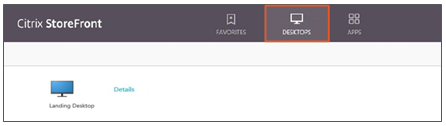 Citrix StoreFront
FAVORITES DESKTOPS APPS
Details
Landing Desktop